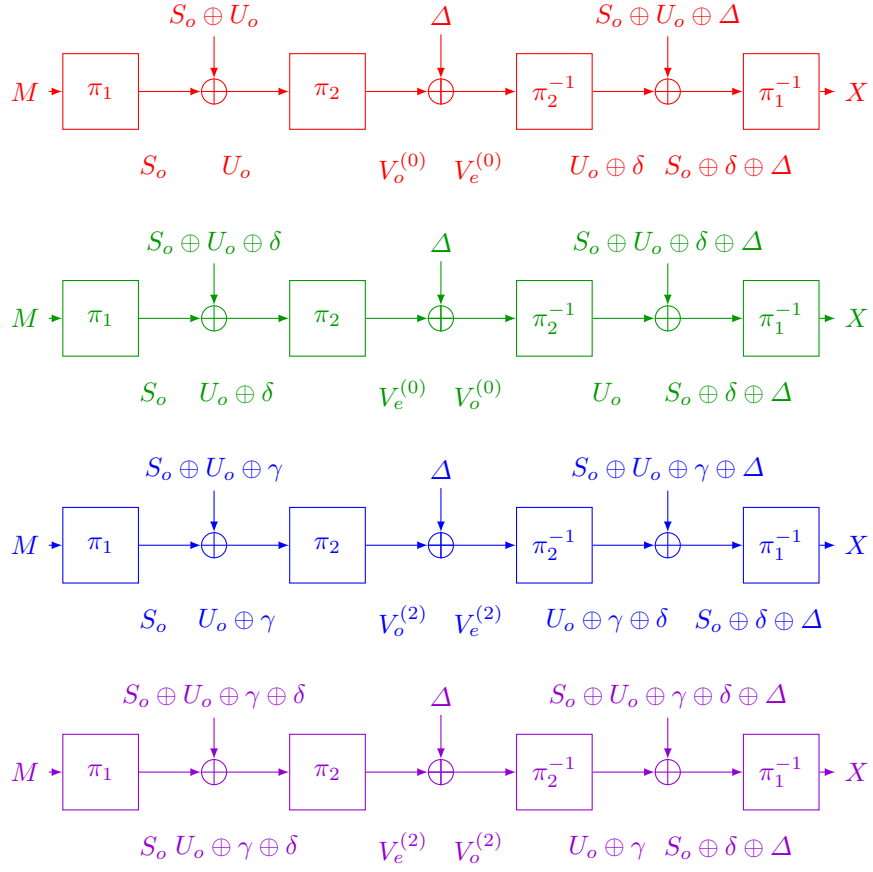 S_o ⊕ U_o Δ S_o ⊕ U_o ⊕ Δ
M π_1 ⊕ π_2 ⊕ π_2^{-1} ⊕ π_1^{-1} X
S_o U_o V_o^{(0)} V_e^{(0)} U_o ⊕ δ S_o ⊕ δ ⊕ Δ
S_o ⊕ U_o ⊕ δ Δ S_o ⊕ U_o ⊕ δ ⊕ Δ
M π_1 ⊕ π_2 ⊕ π_2^{-1} ⊕ π_1^{-1} X
S_o U_o ⊕ δ V_e^{(0)} V_o^{(0)} U_o S_o ⊕ δ ⊕ Δ
S_o ⊕ U_o ⊕ γ Δ S_o ⊕ U_o ⊕ γ ⊕ Δ
M π_1 ⊕ π_2 ⊕ π_2^{-1} ⊕ π_1^{-1} X
S_o U_o ⊕ γ V_o^{(2)} V_e^{(2)} U_o ⊕ γ ⊕ δ S_o ⊕ δ ⊕ Δ
S_o ⊕ U_o ⊕ γ ⊕ δ Δ S_o ⊕ U_o ⊕ γ ⊕ δ ⊕ Δ
M π_1 ⊕ π_2 ⊕ π_2^{-1} ⊕ π_1^{-1} X
S_o U_o ⊕ γ ⊕ δ V_e^{(2)} V_o^{(2)} U_o ⊕ γ S_o ⊕ δ ⊕ Δ